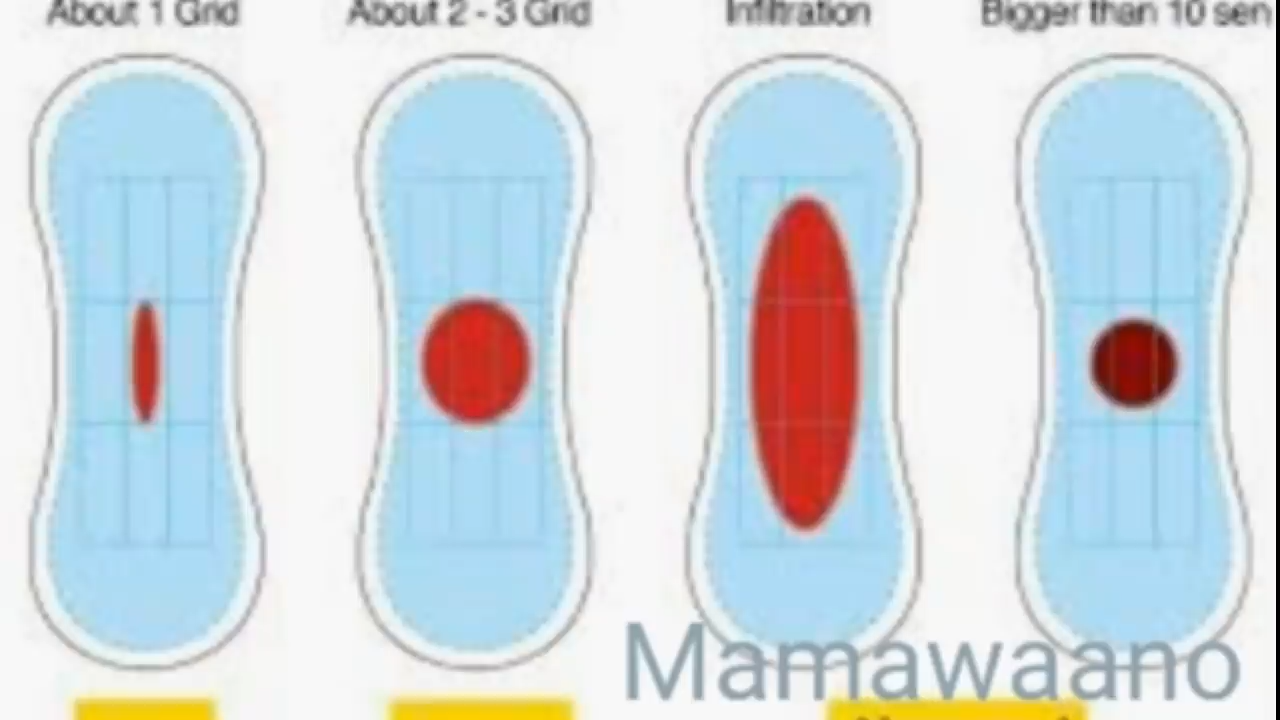 About 1 Grid
About 2 - 3 Grid
Infiltration
Bigger than 10 sen
Mamawaano